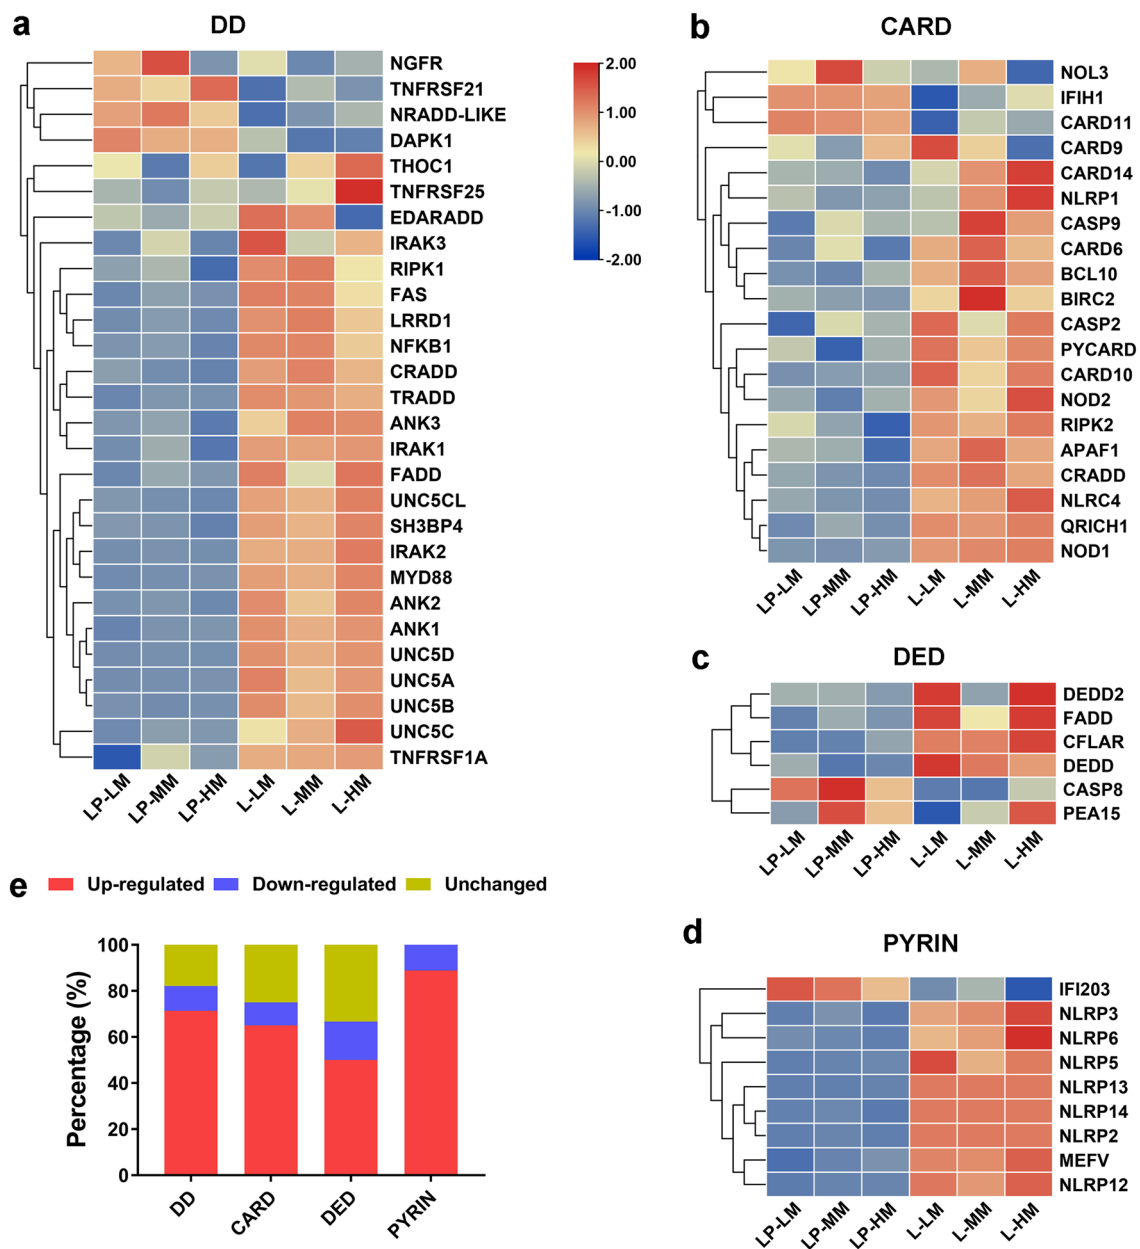 a
DD
NGFR
TNFRSF21
NRADD-LIKE
DAPK1
THOC1
TNFRSF25
EDARADD
IRAK3
RIPK1
FAS
LRRD1
NFKB1
CRADD
TRADD
ANK3
IRAK1
FADD
UNC5CL
SH3BP4
IRAK2
MYD88
ANK2
ANK1
UNC5D
UNC5A
UNC5B
UNC5C
TNFRSF1A
LP-LM LP-MM LP-HM L-LM L-MM L-HM
2.00
1.00
0.00
-1.00
-2.00
b
CARD
NOL3
IFIH1
CARD11
CARD9
CARD14
NLRP1
CASP9
CARD6
BCL10
BIRC2
CASP2
PYCARD
CARD10
NOD2
RIPK2
APAF1
CRADD
NLRC4
QRICH1
NOD1
LP-LM LP-MM LP-HM L-LM L-MM L-HM
c
DED
DEDD2
FADD
CFLAR
DEDD
CASP8
PEA15
LP-LM LP-MM LP-HM L-LM L-MM L-HM
d
PYRIN
IFI203
NLRP3
NLRP6
NLRP5
NLRP13
NLRP14
NLRP2
MEFV
NLRP12
LP-LM LP-MM LP-HM L-LM L-MM L-HM
e
Up-regulated Down-regulated Unchanged
Percentage (%)
100
80
60
40
20
0
DD CARD DED PYRIN